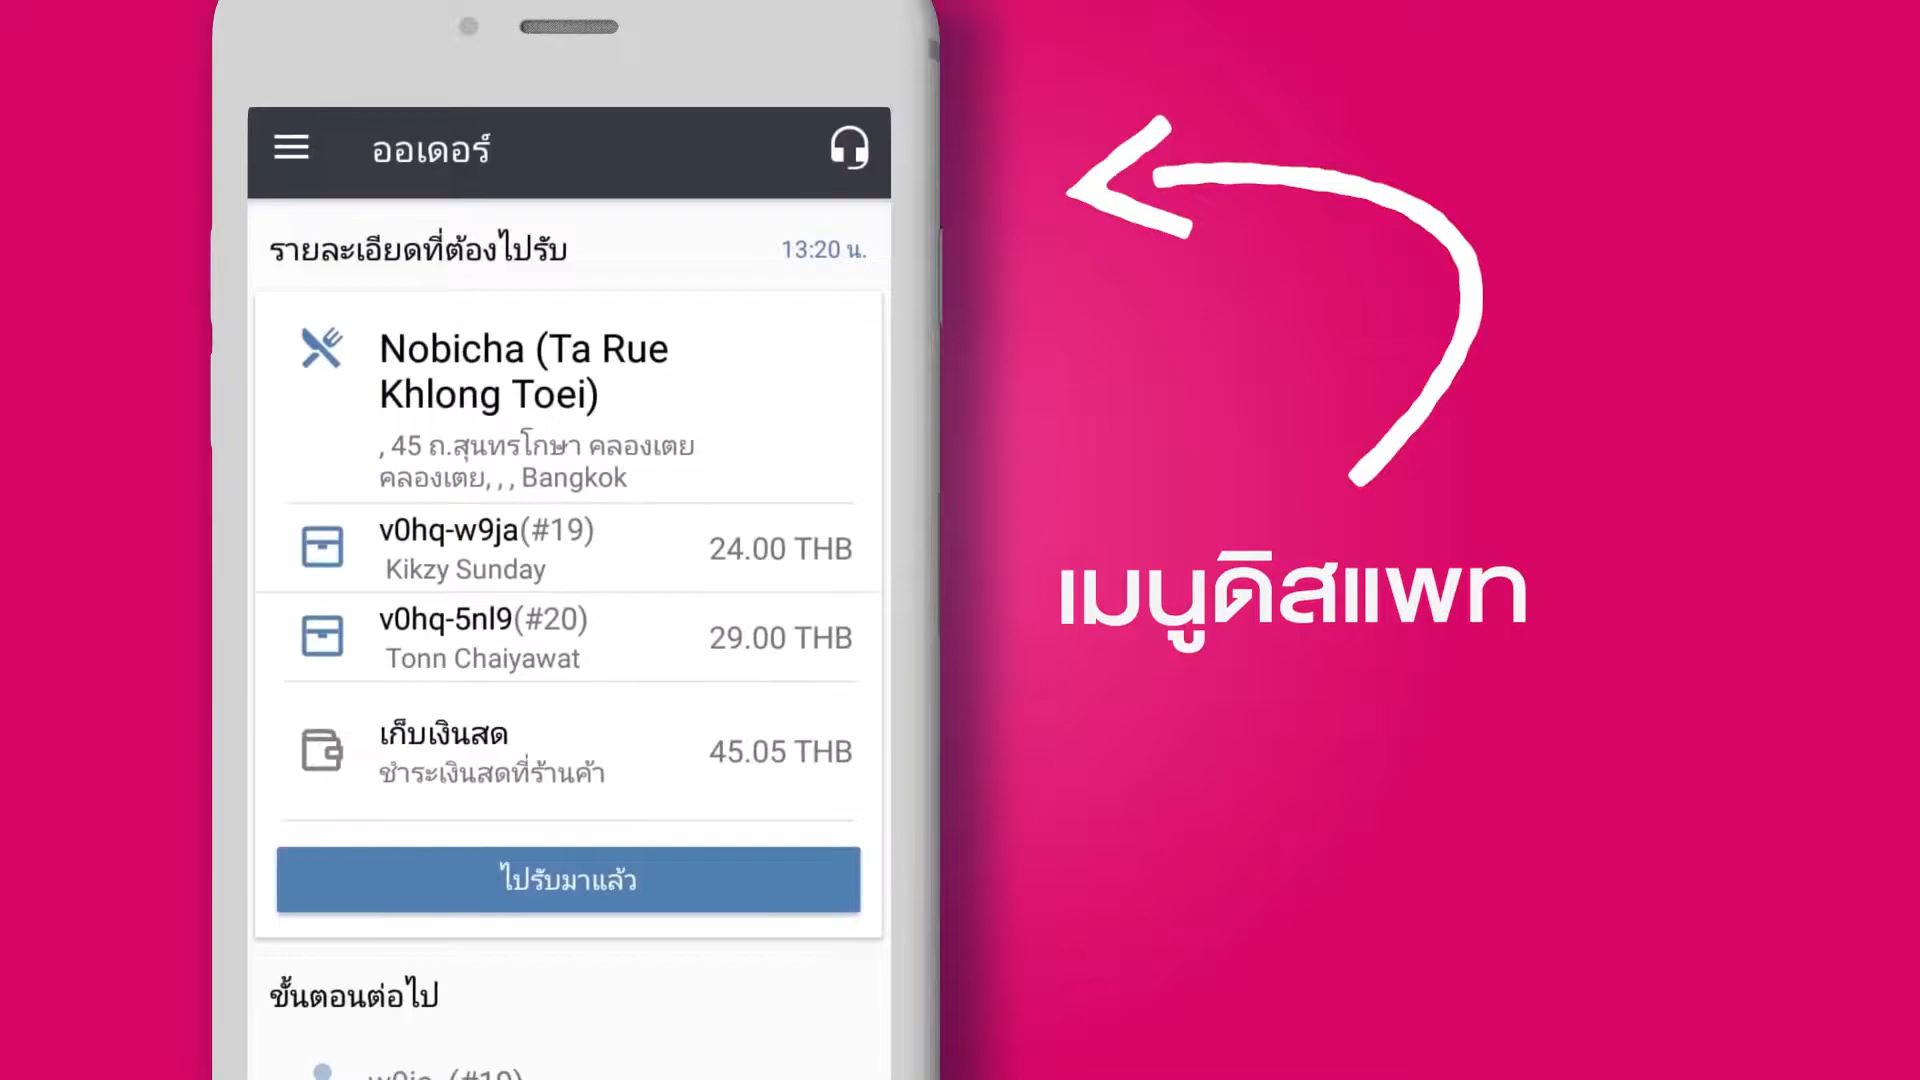 ออเดอร์
รายละเอียดที่ต้องไปรับ 13:20 น.
Nobicha (Ta Rue
Khlong Toei)
, 45 ถ.สุนทรโกษา คลองเตย
คลองเตย, , , Bangkok
v0hq-w9ja(#19)
Kikzy Sunday
24.00 THB
v0hq-5nl9(#20)
Tonn Chaiyawat
29.00 THB
เก็บเงินสด
ชำระเงินสดที่ร้านค้า
45.05 THB
ไปรับมาแล้ว
ขั้นตอนต่อไป
w9ja (#19)
เมนูดิสแพท